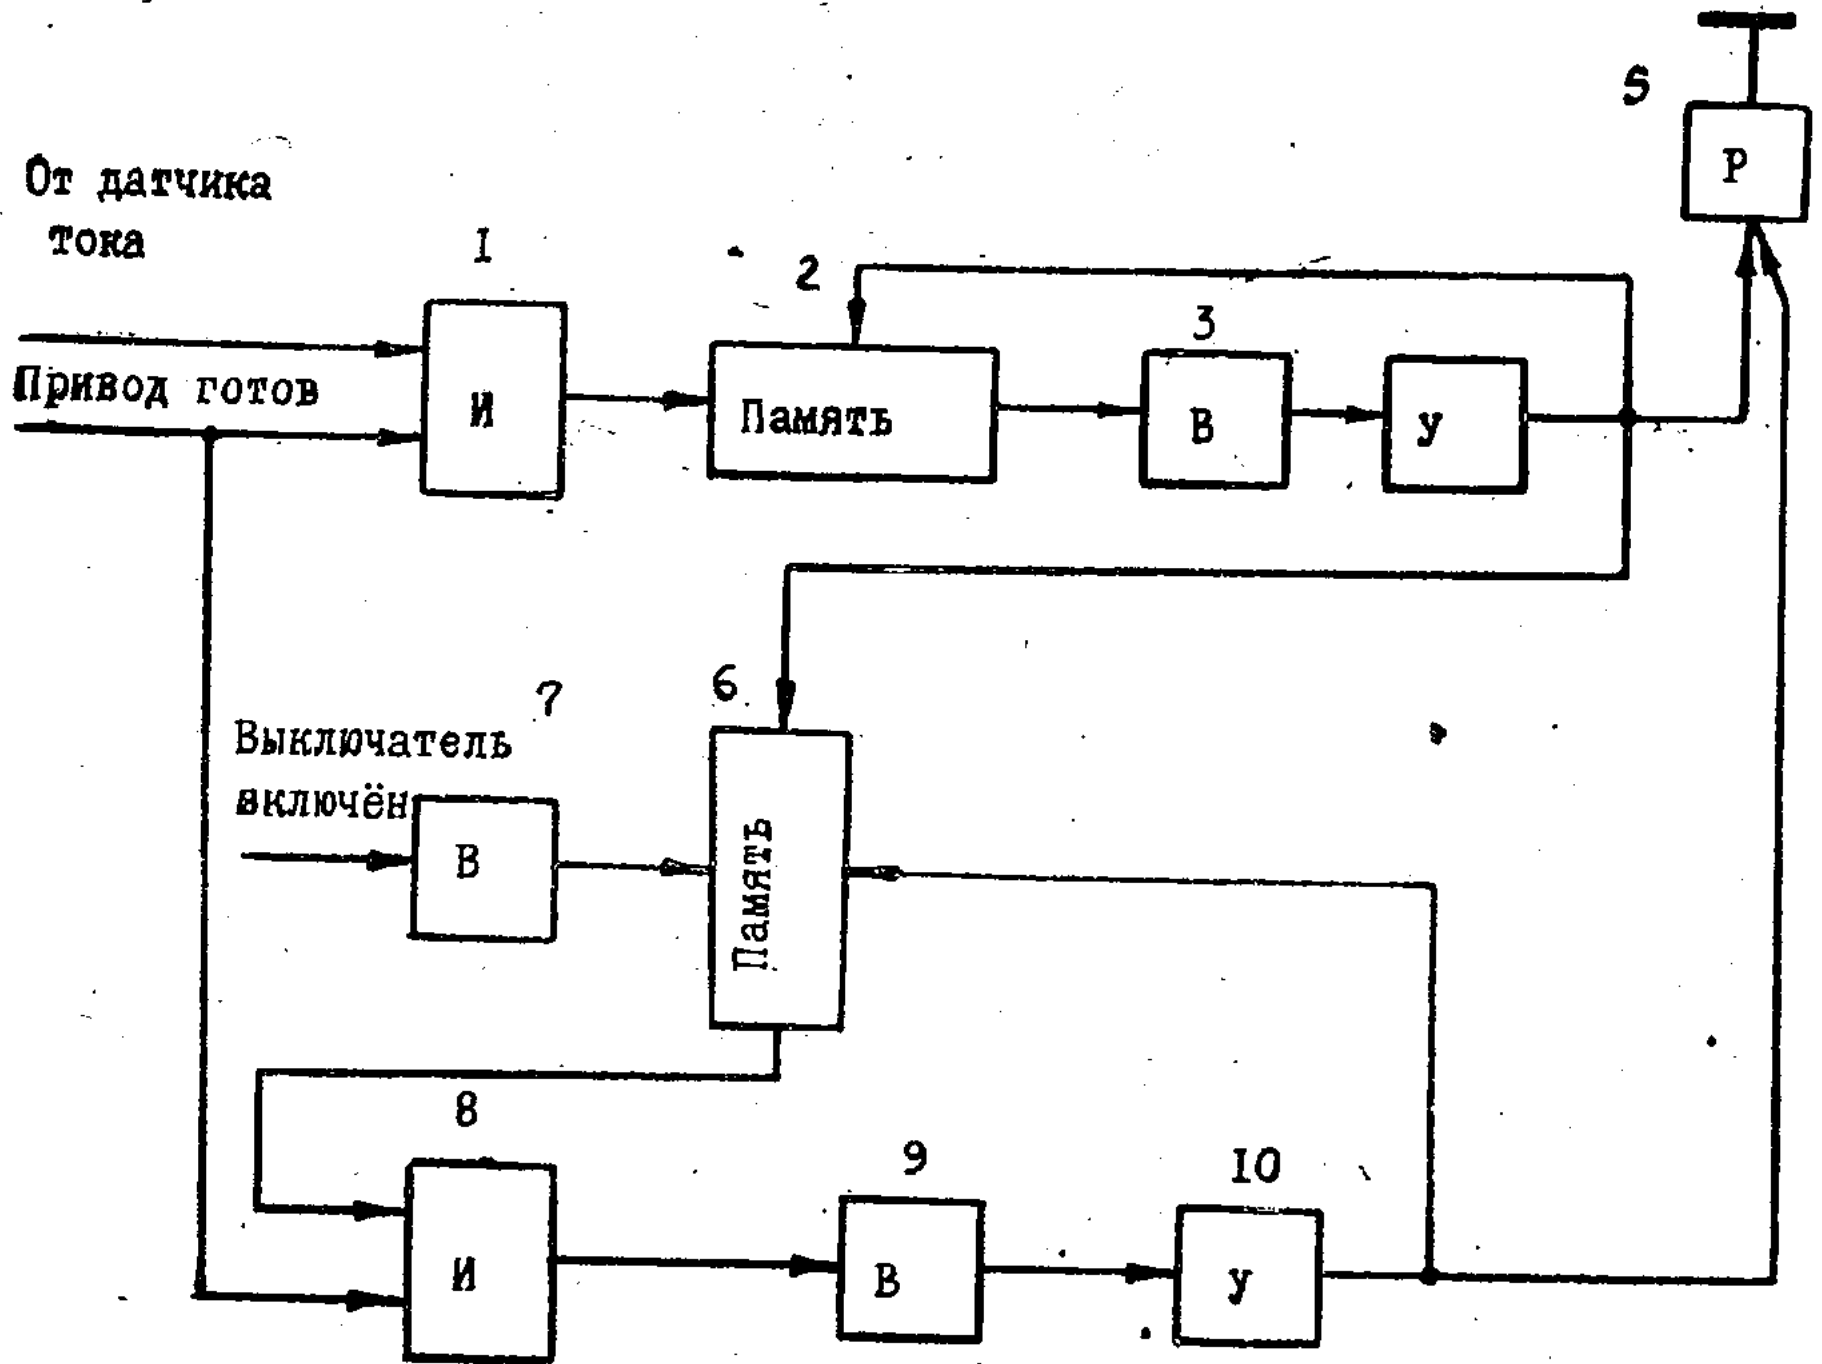 5
Р
От датчика
тока
I
2
3
Привод готов
И
Память
В
У
7
6
Выключатель
включён
В
Память
8
9
IO
И
В
У